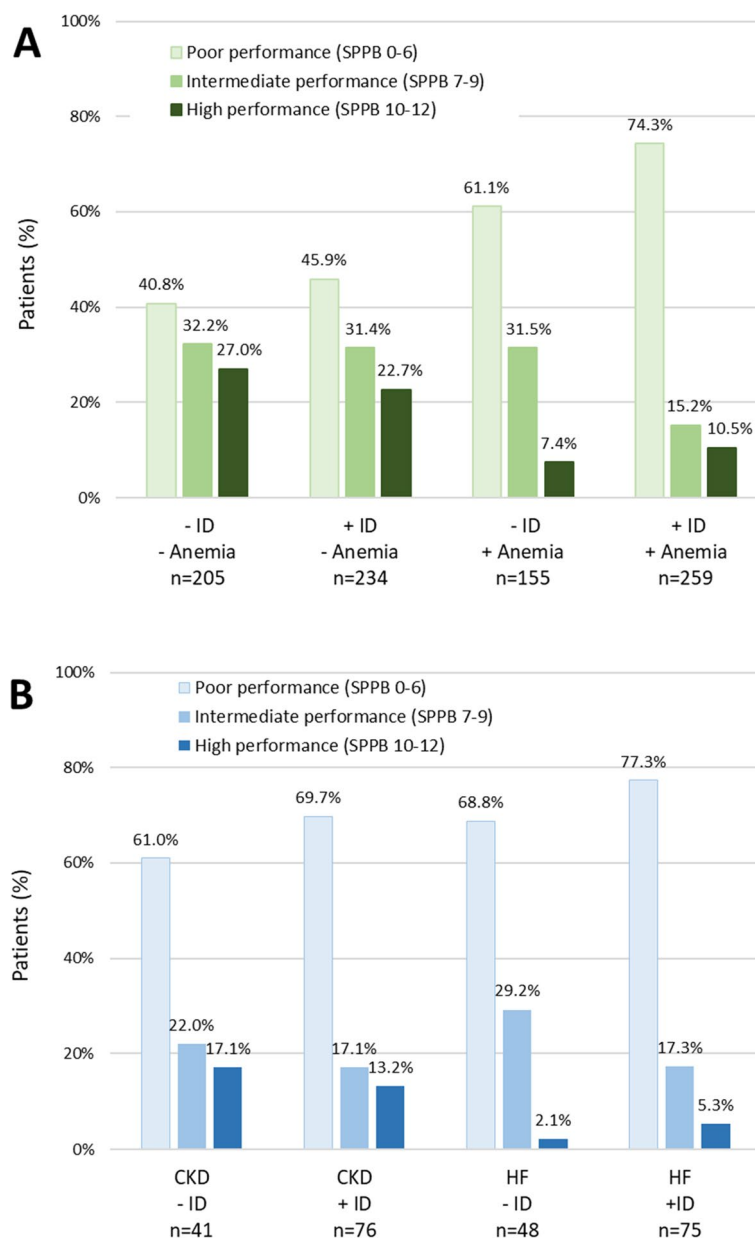 A
100%
Poor performance (SPPB 0-6)
Intermediate performance (SPPB 7-9)
High performance (SPPB 10-12)
80%
60%
40%
20%
0%
Patients (%)
40.8%
32.2%
27.0%
45.9%
31.4%
22.7%
61.1%
31.5%
7.4%
74.3%
15.2%
10.5%
- ID
- Anemia
n=205
+ ID
- Anemia
n=234
- ID
+ Anemia
n=155
+ ID
+ Anemia
n=259
B
100%
Poor performance (SPPB 0-6)
Intermediate performance (SPPB 7-9)
High performance (SPPB 10-12)
80%
60%
40%
20%
0%
Patients (%)
61.0%
22.0%
17.1%
69.7%
17.1%
13.2%
68.8%
29.2%
2.1%
77.3%
17.3%
5.3%
CKD
- ID
n=41
CKD
+ ID
n=76
HF
- ID
n=48
HF
+ID
n=75